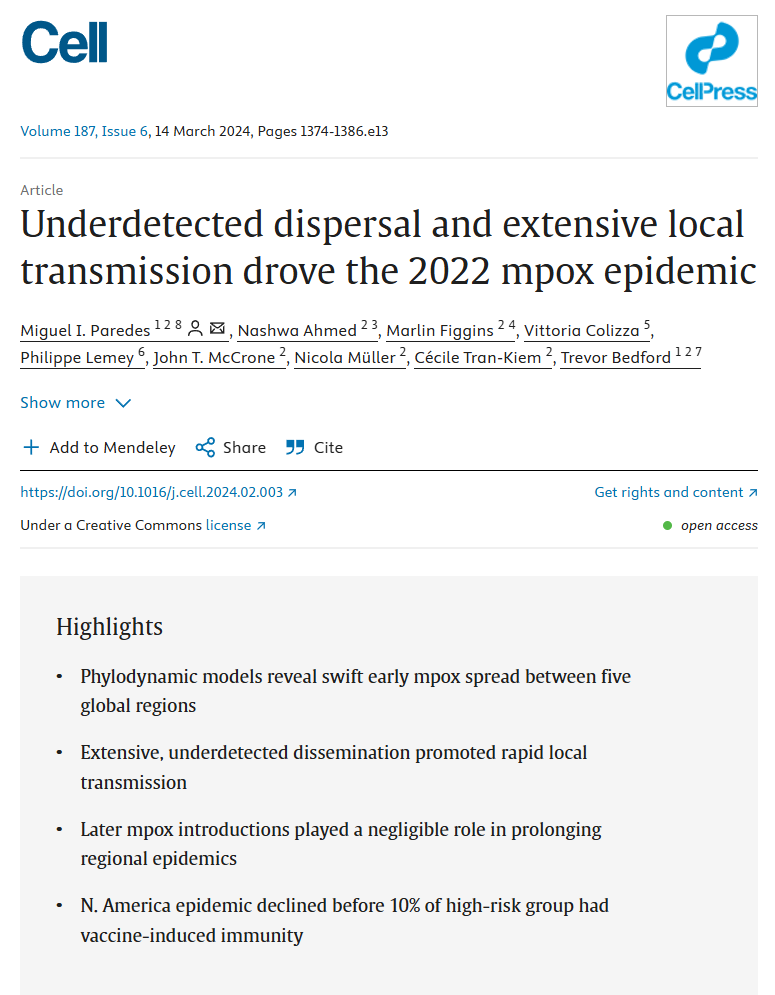 Cell
CellPress
Volume 187, Issue 6, 14 March 2024, Pages 1374-1386.e13
Article
Underdetected dispersal and extensive local
transmission drove the 2022 mpox epidemic
Miguel I. Paredes 1 2 8, Nashwa Ahmed 2 3, Marlin Figgins 2 4, Vittoria Colizza 5,
Philippe Lemey 6, John T. McCrone 2, Nicola Müller 2, Cécile Tran-Kiem 2, Trevor Bedford 1 2 7
Show more
Add to Mendeley Share Cite
https://doi.org/10.1016/j.cell.2024.02.003 Get rights and content
Under a Creative Commons license open access
Highlights
• Phylodynamic models reveal swift early mpox spread between five
global regions
• Extensive, underdetected dissemination promoted rapid local
transmission
• Later mpox introductions played a negligible role in prolonging
regional epidemics
• N. America epidemic declined before 10% of high-risk group had
vaccine-induced immunity